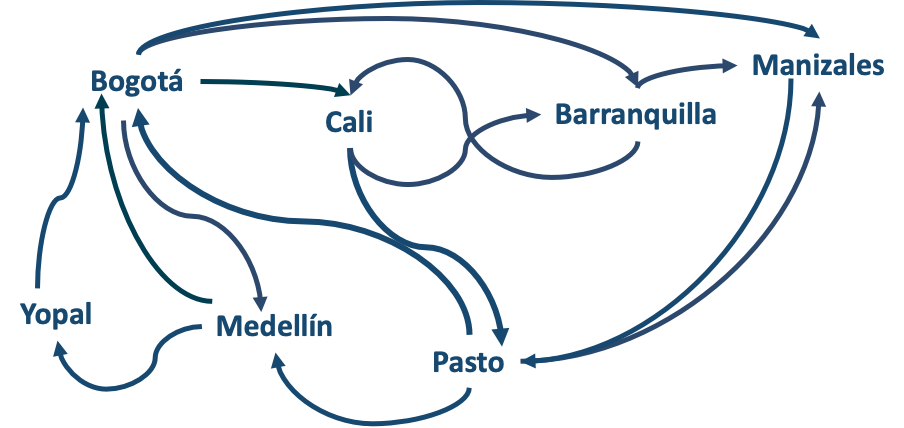 Bogotá
Manizales
Cali
Barranquilla
Yopal
Medellín
Pasto